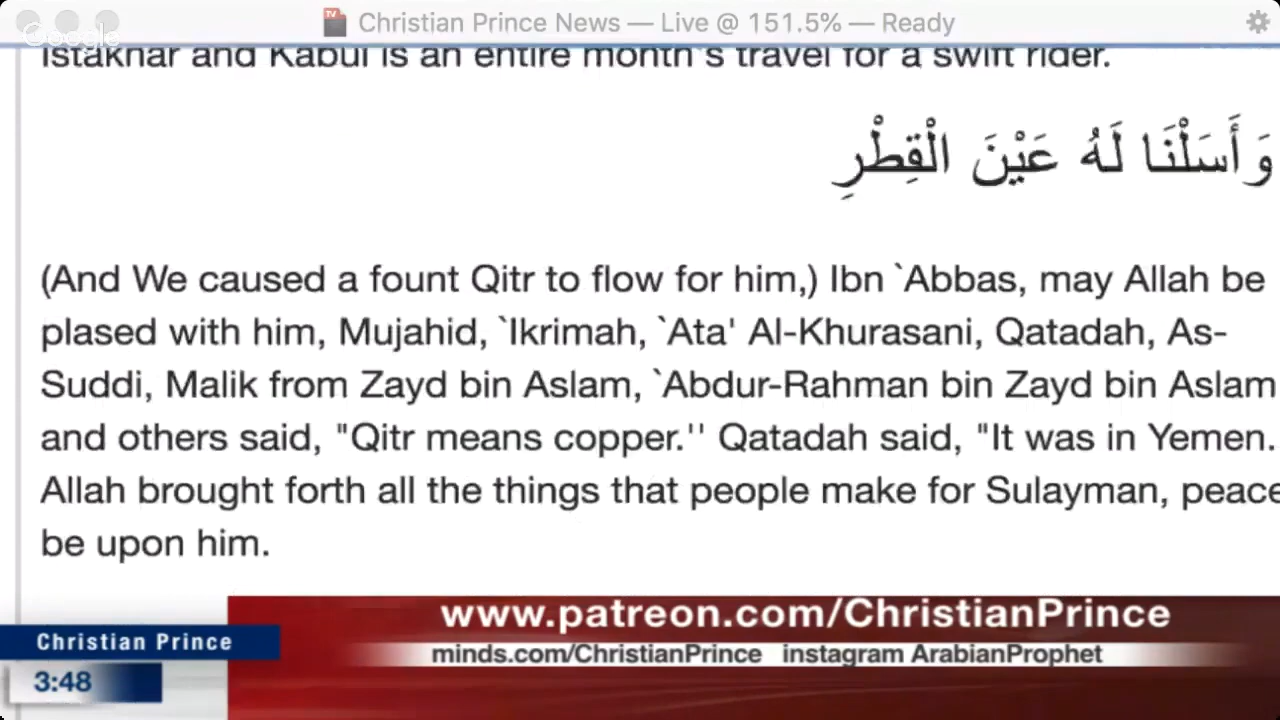 Christian Prince News — Live @ 151.5% — Ready
Google
Istakhar and Kabul is an entire month's travel for a swift rider.
وَأَسَلْنَا لَهُ عَيْنَ الْقِطْرِ
(And We caused a fount Qitr to flow for him,) Ibn `Abbas, may Allah be
plased with him, Mujahid, `Ikrimah, `Ata' Al-Khurasani, Qatadah, As-
Suddi, Malik from Zayd bin Aslam, `Abdur-Rahman bin Zayd bin Aslam
and others said, "Qitr means copper.'' Qatadah said, "It was in Yemen.
Allah brought forth all the things that people make for Sulayman, peace
be upon him.
www.patreon.com/ChristianPrince
Christian Prince
minds.com/ChristianPrince instagram ArabianProphet
3:48